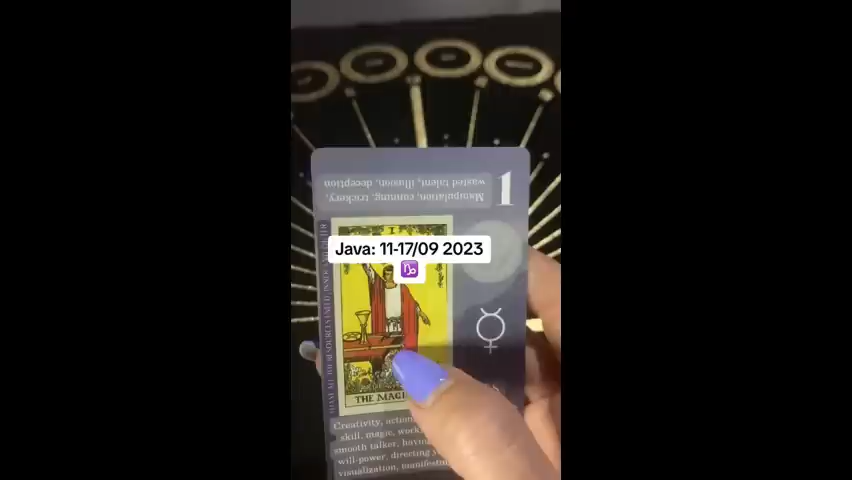 1
Manipulation, cunning, trickery,
wasted talent, illusion, deception
Java: 11-17/09 2023
♑
I
THE MAGI
Creativity, action
skill, magic, work
smooth talker, having
will-power, directing
visualization, manifesting